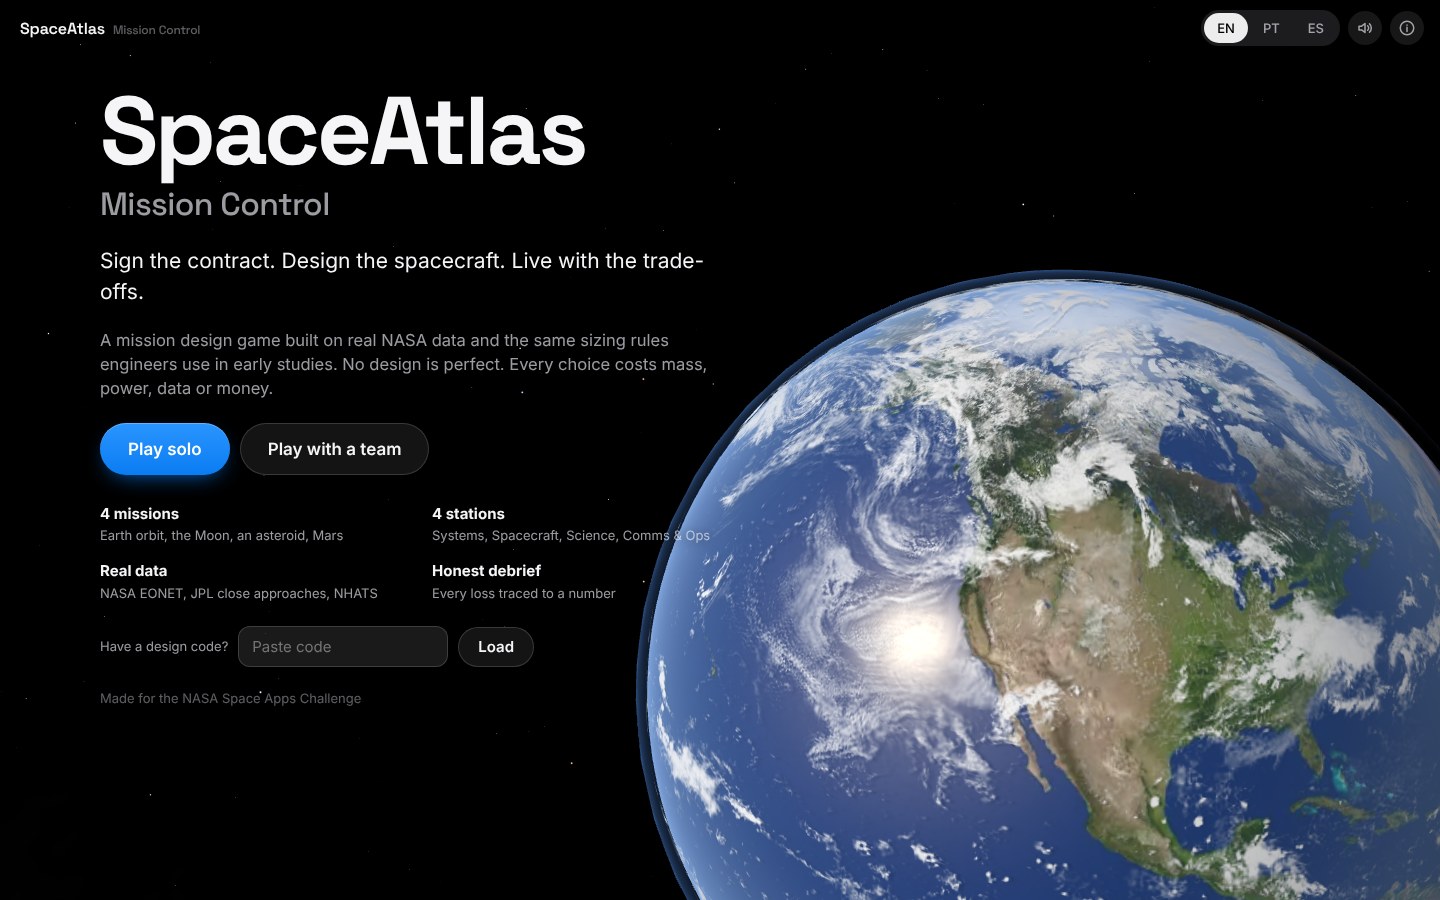 SpaceAtlas Mission Control
EN PT ES
SpaceAtlas
Mission Control
Sign the contract. Design the spacecraft. Live with the trade-
offs.
A mission design game built on real NASA data and the same sizing rules
engineers use in early studies. No design is perfect. Every choice costs mass,
power, data or money.
Play solo
Play with a team
4 missions
Earth orbit, the Moon, an asteroid, Mars
4 stations
Systems, Spacecraft, Science, Comms & Ops
Real data
NASA EONET, JPL close approaches, NHATS
Honest debrief
Every loss traced to a number
Have a design code?
Paste code
Load
Made for the NASA Space Apps Challenge